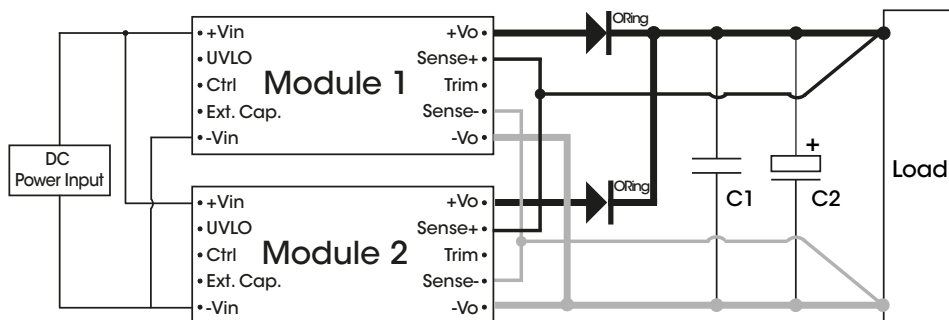 +Vin
UVLO
Ctrl
Ext. Cap.
-Vin
Module 1
+Vo
Sense+
Trim
Sense-
-Vo
ORing
DC
Power Input
+Vin
UVLO
Ctrl
Ext. Cap.
-Vin
Module 2
+Vo
Sense+
Trim
Sense-
-Vo
ORing
C1
+
C2
Load